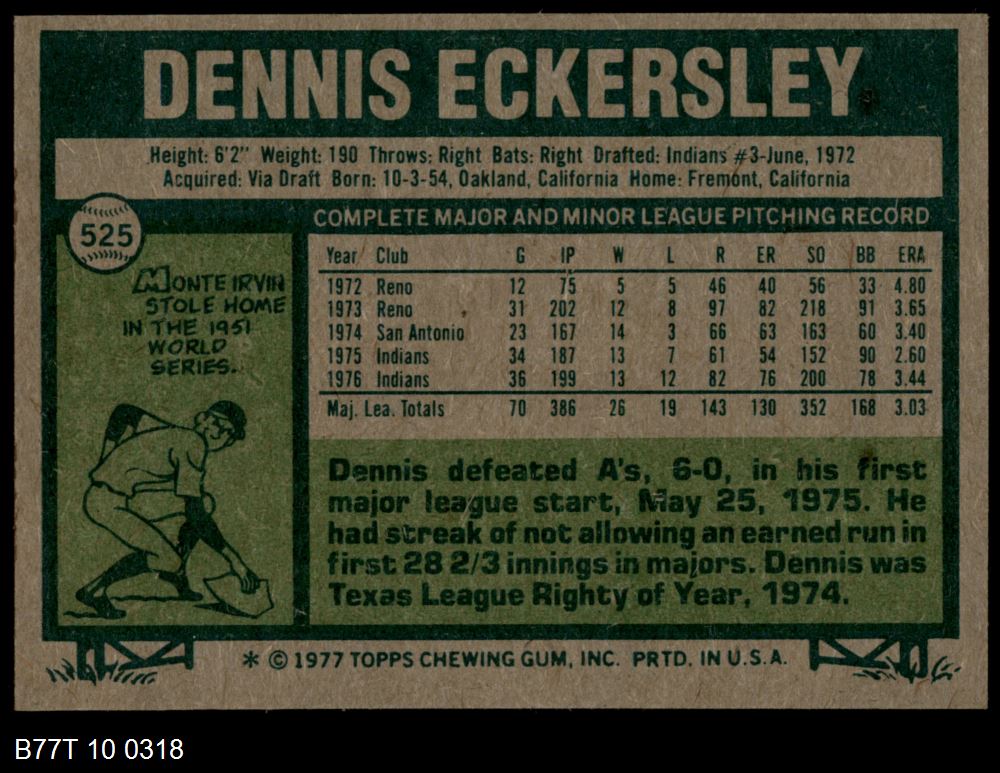 DENNIS ECKERSLEY
Height: 6'2" Weight: 190 Throws: Right Bats: Right Drafted: Indians #3-June, 1972
Acquired: Via Draft Born: 10-3-54, Oakland, California Home: Fremont, California
525
MONTE IRVIN
STOLE HOME
IN THE 1951
WORLD
SERIES.
COMPLETE MAJOR AND MINOR LEAGUE PITCHING RECORD
Year Club G IP W L R ER SO BB ERA
1972 Reno 12 75 5 5 46 40 56 33 4.80
1973 Reno 31 202 12 8 97 82 218 91 3.65
1974 San Antonio 23 167 14 3 66 63 163 60 3.40
1975 Indians 34 187 13 7 61 54 152 90 2.60
1976 Indians 36 199 13 12 82 76 200 78 3.44
Maj. Lea. Totals 70 386 26 19 143 130 352 168 3.03
Dennis defeated A's, 6-0, in his first
major league start, May 25, 1975. He
had streak of not allowing an earned run in
first 28 2/3 innings in majors. Dennis was
Texas League Righty of Year, 1974.
* © 1977 TOPPS CHEWING GUM, INC. PRTD. IN U.S.A.
B77T 10 0318